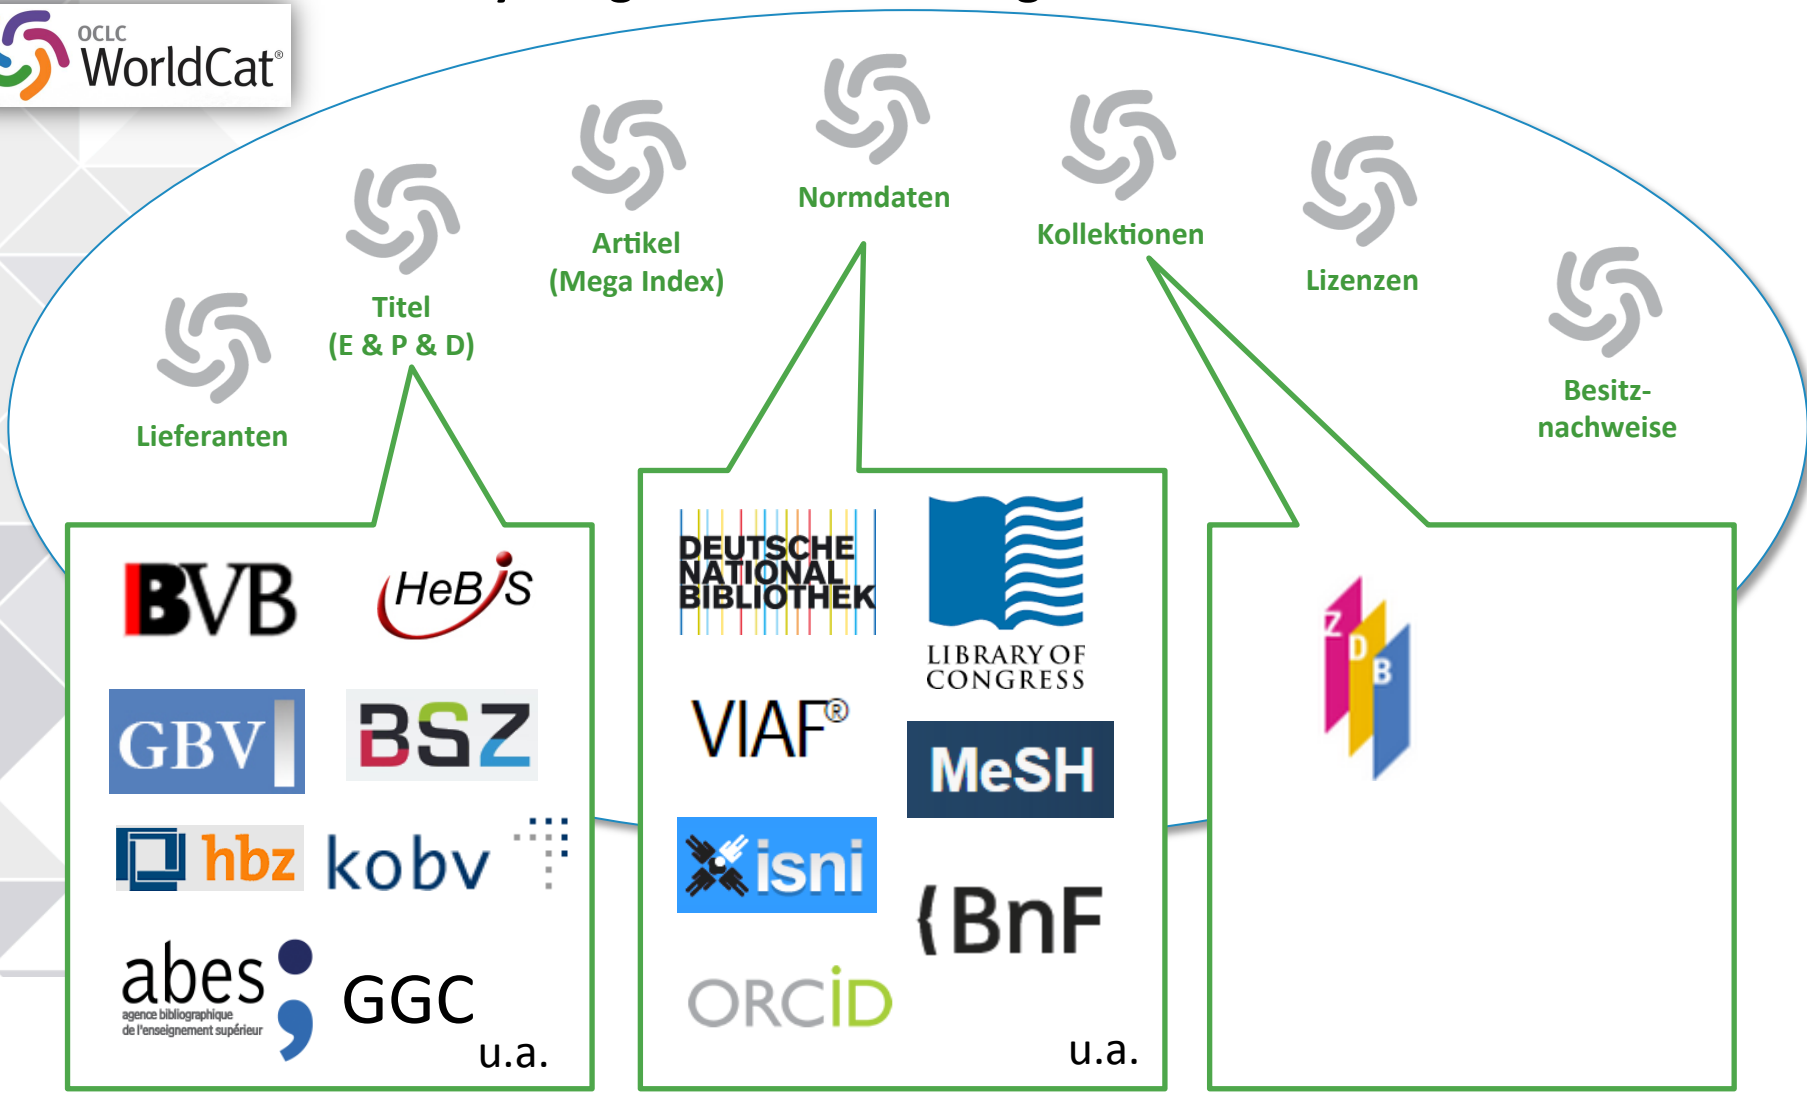 OCLC
WorldCat®
Normdaten
Kollektionen
Artikel
(Mega Index)
Lizenzen
Titel
(E & P & D)
Besitz-
nachweise
Lieferanten
BVB
HeBiS
GBV
BSZ
hbz
kobv
abes
agence bibliographique
de l'enseignement supérieur
GGC
u.a.
DEUTSCHE
NATIONAL
BIBLIOTHEK
LIBRARY OF
CONGRESS
VIAF®
MeSH
isni
{BnF
ORCID
u.a.
Z
D
B